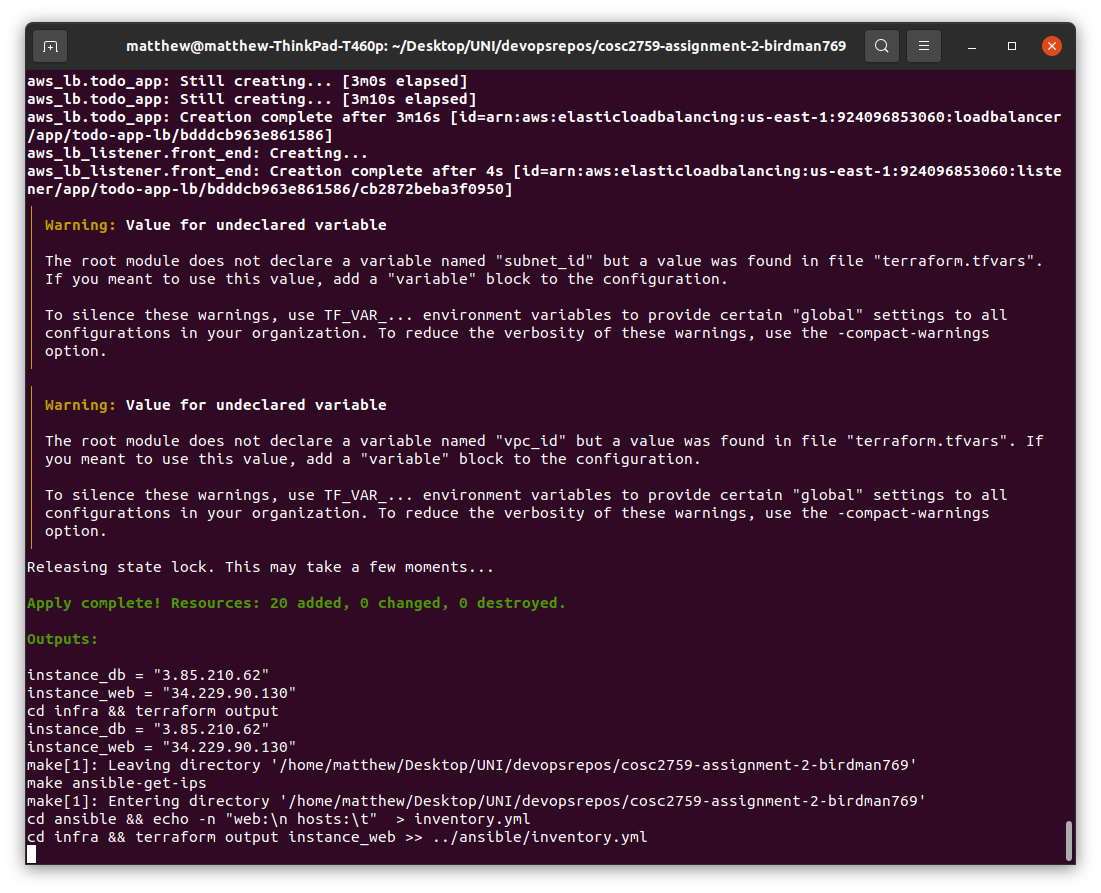 matthew@matthew-ThinkPad-T460p: ~/Desktop/UNI/devopsrepos/cosc2759-assignment-2-birdman769
aws_lb.todo_app: Still creating... [3m0s elapsed]
aws_lb.todo_app: Still creating... [3m10s elapsed]
aws_lb.todo_app: Creation complete after 3m16s [id=arn:aws:elasticloadbalancing:us-east-1:924096853060:loadbalancer
/app/todo-app-lb/bdddcb963e861586]
aws_lb_listener.front_end: Creating...
aws_lb_listener.front_end: Creation complete after 4s [id=arn:aws:elasticloadbalancing:us-east-1:924096853060:liste
ner/app/todo-app-lb/bdddcb963e861586/cb2872beba3f0950]
Warning: Value for undeclared variable
The root module does not declare a variable named "subnet_id" but a value was found in file "terraform.tfvars".
If you meant to use this value, add a "variable" block to the configuration.
To silence these warnings, use TF_VAR_... environment variables to provide certain "global" settings to all
configurations in your organization. To reduce the verbosity of these warnings, use the -compact-warnings
option.
Warning: Value for undeclared variable
The root module does not declare a variable named "vpc_id" but a value was found in file "terraform.tfvars". If
you meant to use this value, add a "variable" block to the configuration.
To silence these warnings, use TF_VAR_... environment variables to provide certain "global" settings to all
configurations in your organization. To reduce the verbosity of these warnings, use the -compact-warnings
option.
Releasing state lock. This may take a few moments...
Apply complete! Resources: 20 added, 0 changed, 0 destroyed.
Outputs:
instance_db = "3.85.210.62"
instance_web = "34.229.90.130"
cd infra && terraform output
instance_db = "3.85.210.62"
instance_web = "34.229.90.130"
make[1]: Leaving directory '/home/matthew/Desktop/UNI/devopsrepos/cosc2759-assignment-2-birdman769'
make ansible-get-ips
make[1]: Entering directory '/home/matthew/Desktop/UNI/devopsrepos/cosc2759-assignment-2-birdman769'
cd ansible && echo -n "web:\n hosts:\t"  > inventory.yml
cd infra && terraform output instance_web >> ../ansible/inventory.yml